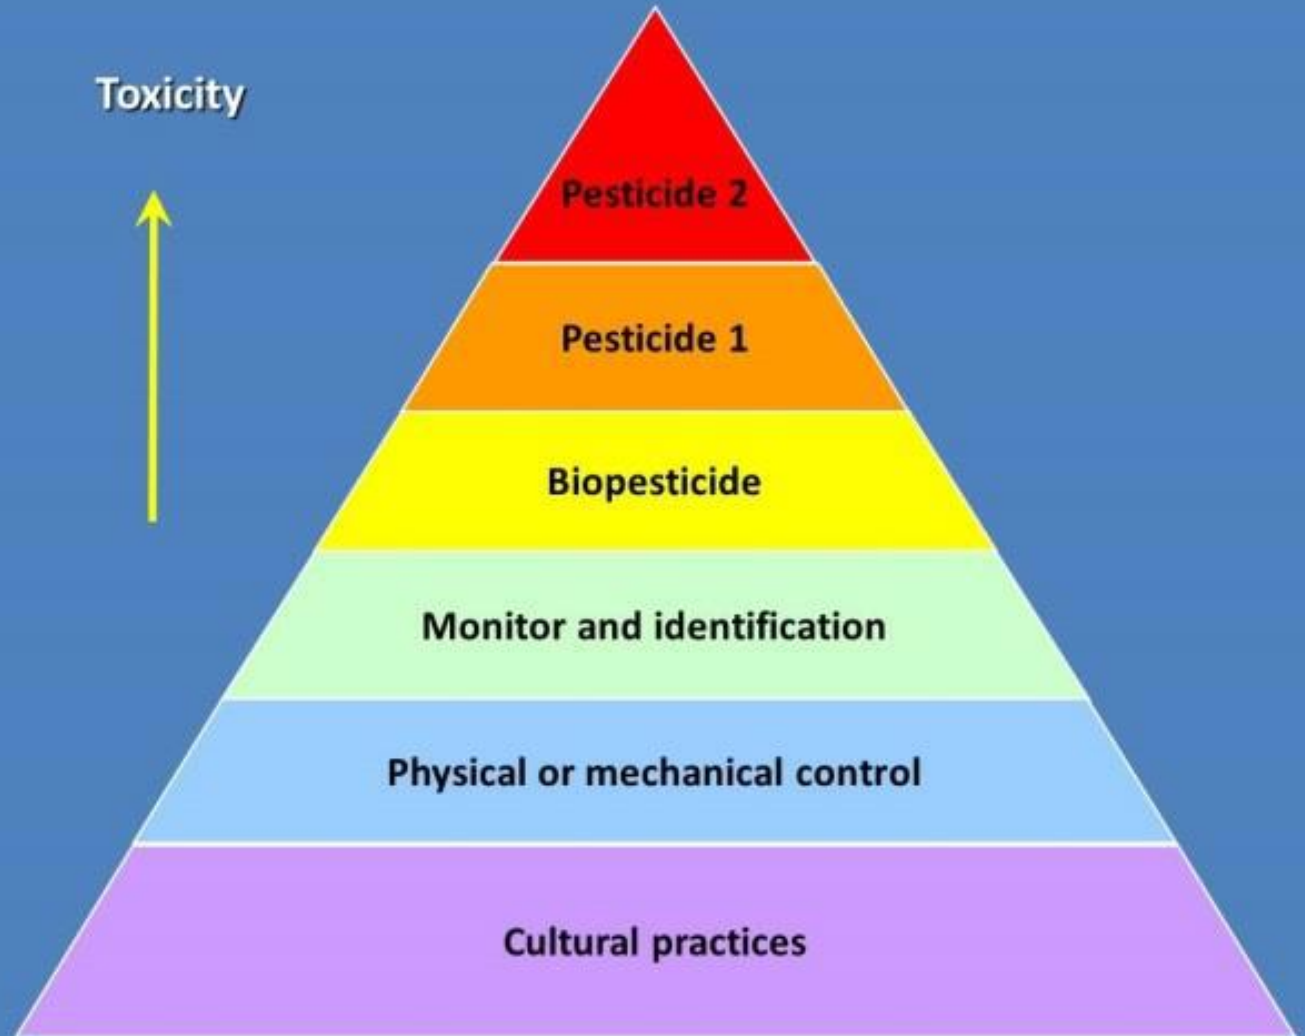 Toxicity
Pesticide 2
Pesticide 1
Biopesticide
Monitor and identification
Physical or mechanical control
Cultural practices